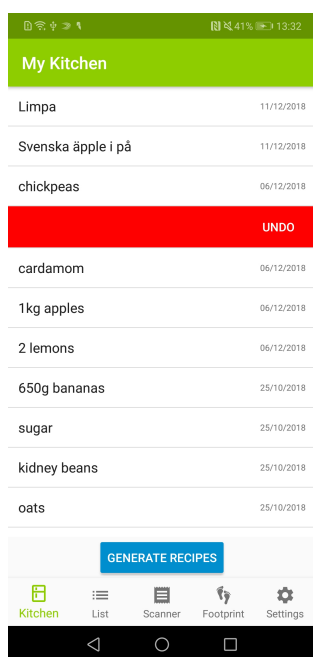 41% 13:32
My Kitchen
Limpa 11/12/2018
Svenska äpple i på 11/12/2018
chickpeas 06/12/2018
UNDO
cardamom 06/12/2018
1kg apples 06/12/2018
2 lemons 06/12/2018
650g bananas 25/10/2018
sugar 25/10/2018
kidney beans 25/10/2018
oats 25/10/2018
GENERATE RECIPES
Kitchen List Scanner Footprint Settings